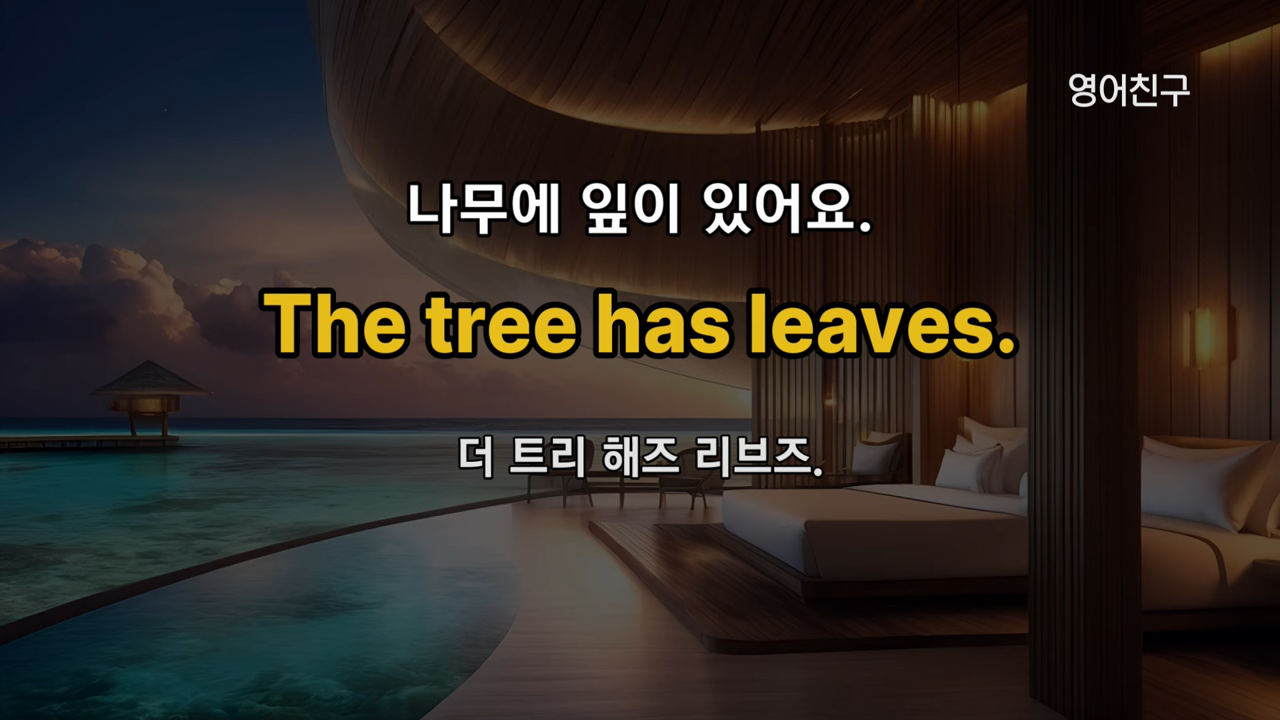 영어친구
나무에 잎이 있어요.
The tree has leaves.
더 트리 해즈 리브즈.